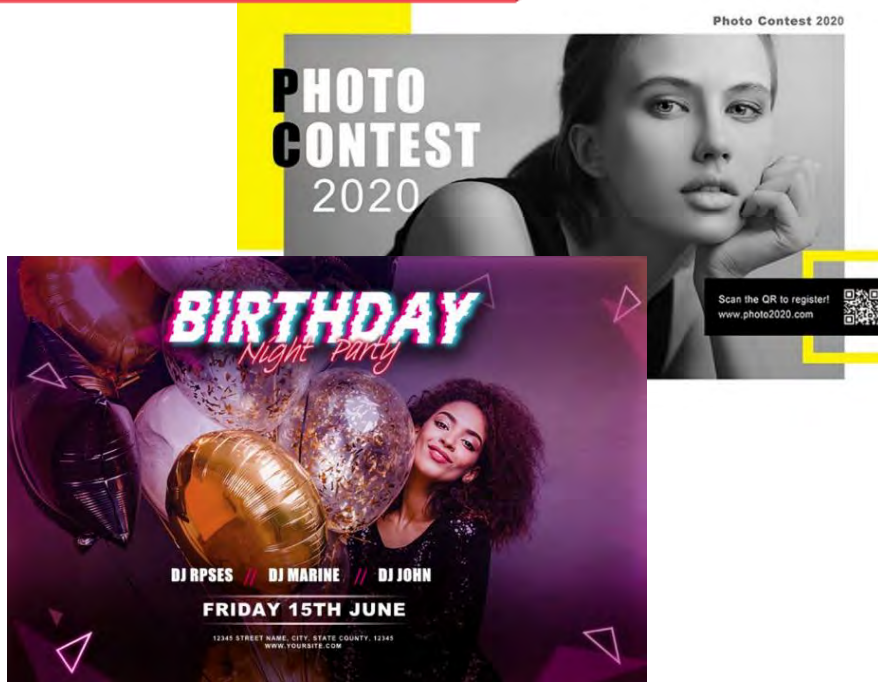 Photo Contest 2020
PHOTO
CONTEST
2020
Scan the QR to register!
www.photo2020.com
BIRTHDAY
Night Party
DJ RPSES // DJ MARINE // DJ JOHN
FRIDAY 15TH JUNE
12345 STREET NAME, CITY, STATE COUNTY, 12345
WWW.YOURSITE.COM